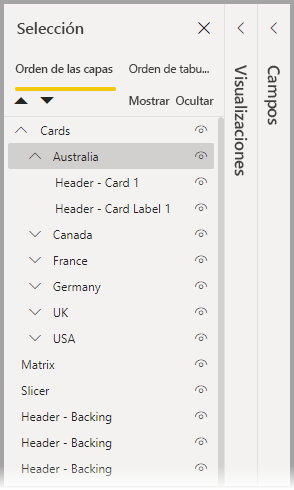 Selección
Orden de las capas
Orden de tabu...
Mostrar Ocultar
Cards
Australia
Header - Card 1
Header - Card Label 1
Canada
France
Germany
UK
USA
Matrix
Slicer
Header - Backing
Header - Backing
Header - Backing
Visualizaciones
Campos